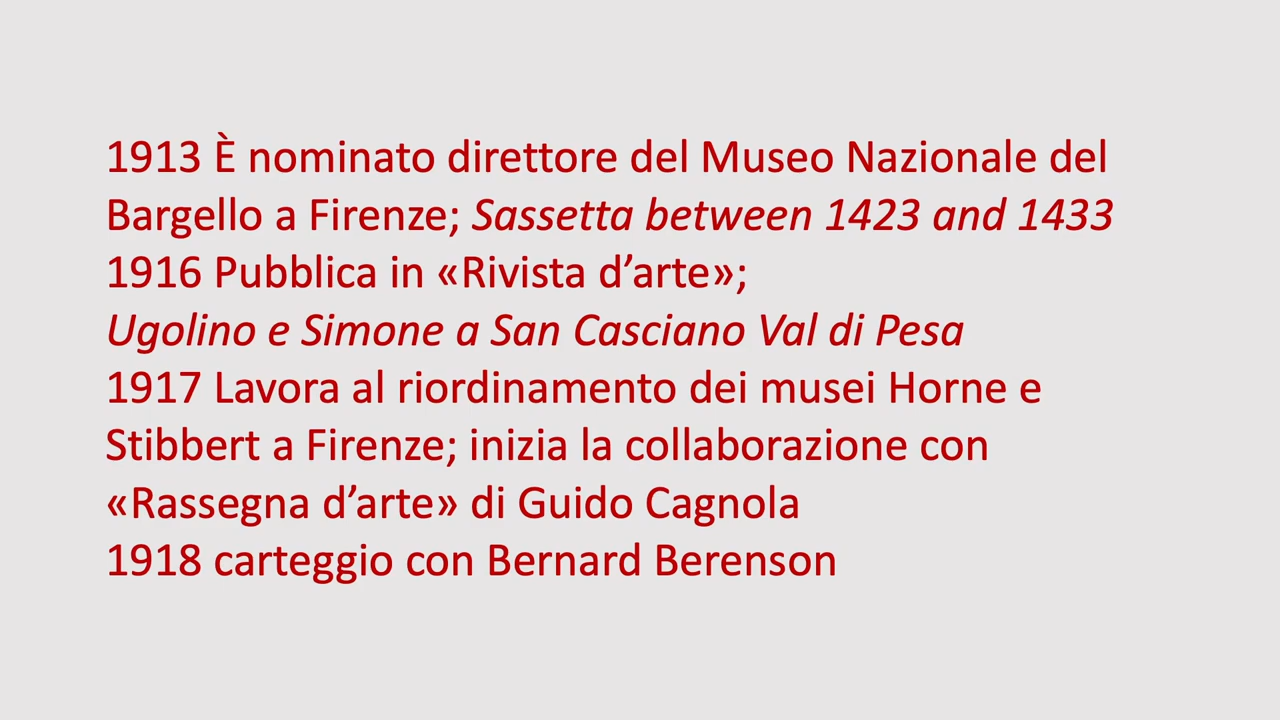 1913 È nominato direttore del Museo Nazionale del
Bargello a Firenze; Sassetta between 1423 and 1433
1916 Pubblica in «Rivista d’arte»;
Ugolino e Simone a San Casciano Val di Pesa
1917 Lavora al riordinamento dei musei Horne e
Stibbert a Firenze; inizia la collaborazione con
«Rassegna d’arte» di Guido Cagnola
1918 carteggio con Bernard Berenson